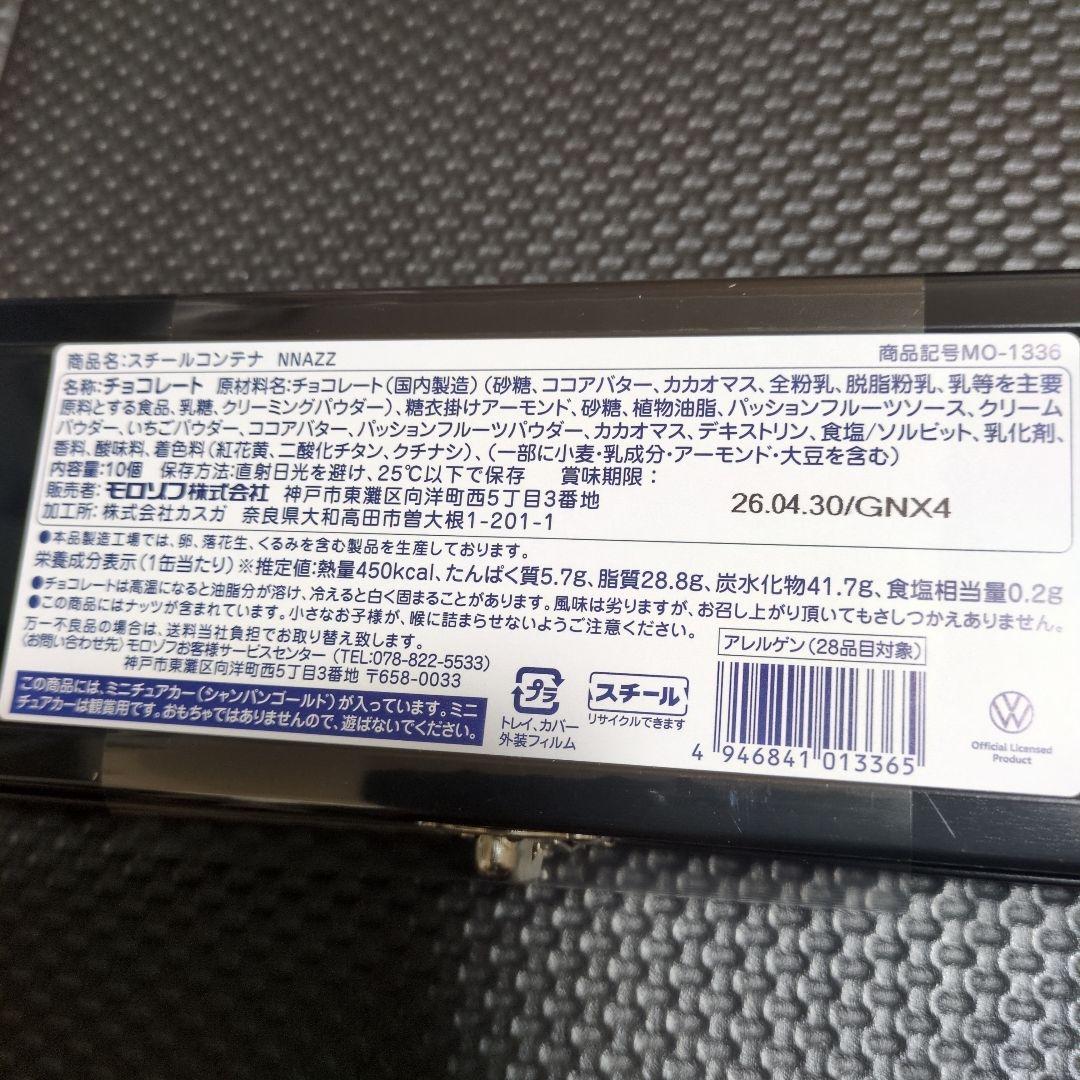 商品名:スチールコンテナ NNAZZ 商品記号MO-1336
名称:チョコレート 原材料名:チョコレート(国内製造)(砂糖、ココアバター、カカオマス、全粉乳、脱脂粉乳、乳等を主要
原料とする食品、乳糖、クリーミングパウダー)、糖衣掛けアーモンド、砂糖、植物油脂、パッションフルーツソース、クリーム
パウダー、いちごパウダー、ココアバター、パッションフルーツパウダー、カカオマス、デキストリン、食塩/ソルビット、乳化剤、
香料、酸味料、着色料(紅花黄、二酸化チタン、クチナシ)、(一部に小麦・乳成分・アーモンド・大豆を含む)
内容量:10個 保存方法:直射日光を避け、25℃以下で保存 賞味期限:
販売者:モロゾフ株式会社 神戸市東灘区向洋町西5丁目3番地
26.04.30/GNX4
加工所:株式会社カスガ 奈良県大和高田市曽大根1-201-1
●本品製造工場では、卵、落花生、くるみを含む製品を生産しております。
栄養成分表示(1缶当たり)※推定値:熱量450kcal、たんぱく質5.7g、脂質28.8g、炭水化物41.7g、食塩相当量0.2g
●チョコレートは高温になると油脂分が溶け、冷えると白く固まることがあります。風味は劣りますが、お召し上がり頂いてもさしつかえありません。
●この商品にはナッツが含まれています。小さなお子様が、喉に詰まらせないようご注意ください。
万一不良品の場合は、送料当社負担でお取り替え致します。
〈お問い合わせ先〉モロゾフお客様サービスセンター (TEL:078-822-5533)
神戸市東灘区向洋町西5丁目3番地 〒658-0033
この商品には、ミニチュアカー(シャンパンゴールド)が入っています。ミニ
チュアカーは観賞用です。おもちゃではありませんので、遊ばないでください。
プラ
トレイ、カバー
外装フィルム
スチール
リサイクルできます
アレルゲン(28品目対象)
4 946841 013365
Official Licensed
Product